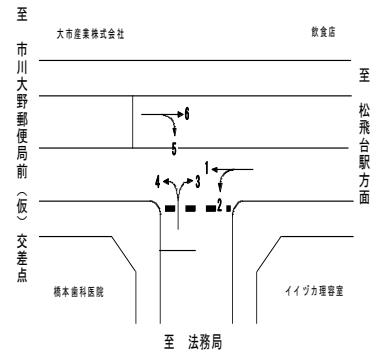 大市産業株式会社
飲食店
至 市川大野郵便局前（仮）交差点
至 松飛台駅方面
6
5
1
4
3
2
橋本歯科医院
イイヅカ理容室
至 法務局